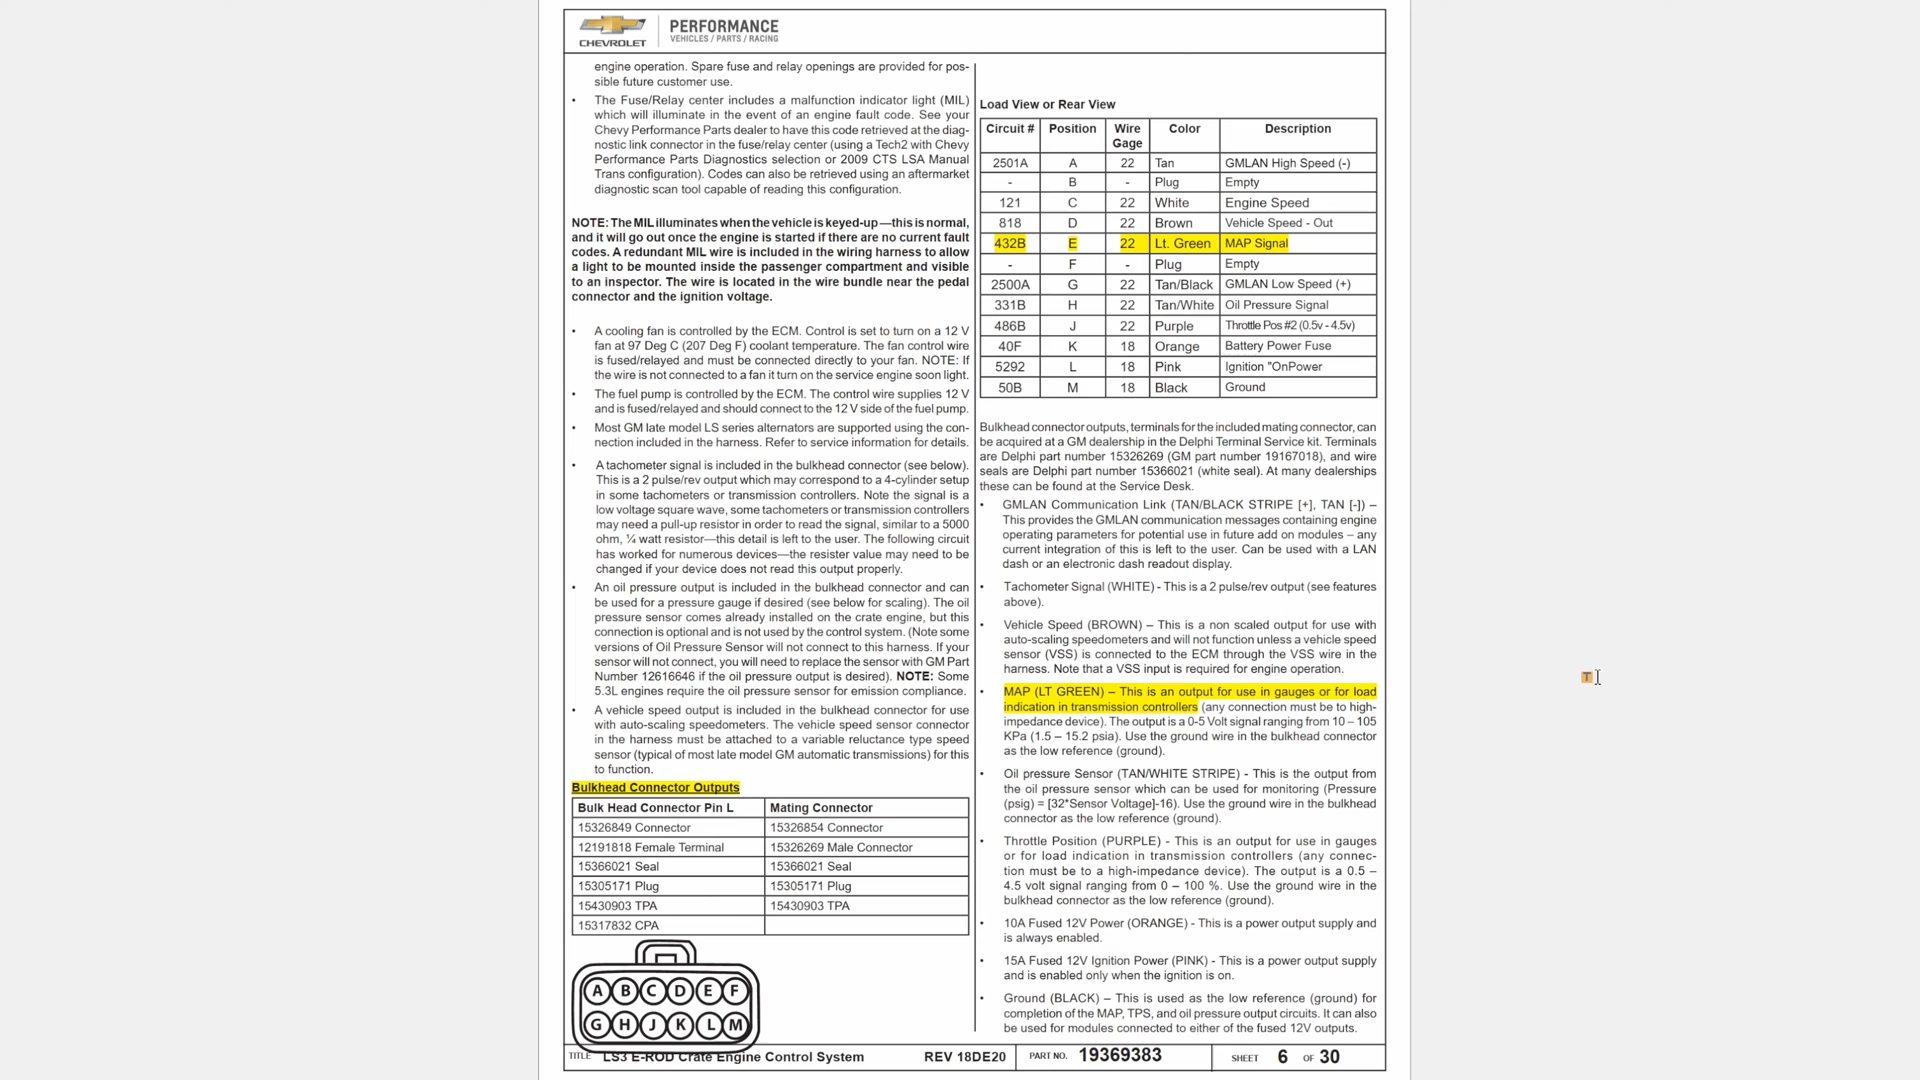 CHEVROLET
PERFORMANCE
VEHICLES / PARTS / RACING
engine operation. Spare fuse and relay openings are provided for pos-
sible future customer use.
• The Fuse/Relay center includes a malfunction indicator light (MIL)
which will illuminate in the event of an engine fault code. See your
Chevy Performance Parts dealer to have this code retrieved at the diag-
nostic link connector in the fuse/relay center (using a Tech2 with Chevy
Performance Parts Diagnostics selection or 2009 CTS LSA Manual
Trans configuration). Codes can also be retrieved using an aftermarket
diagnostic scan tool capable of reading this configuration.
NOTE: The MIL illuminates when the vehicle is keyed-up—this is normal,
and it will go out once the engine is started if there are no current fault
codes. A redundant MIL wire is included in the wiring harness to allow
a light to be mounted inside the passenger compartment and visible
to an inspector. The wire is located in the wire bundle near the pedal
connector and the ignition voltage.
• A cooling fan is controlled by the ECM. Control is set to turn on a 12 V
fan at 97 Deg C (207 Deg F) coolant temperature. The fan control wire
is fused/relayed and must be connected directly to your fan. NOTE: If
the wire is not connected to a fan it turn on the service engine soon light.
• The fuel pump is controlled by the ECM. The control wire supplies 12 V
and is fused/relayed and should connect to the 12 V side of the fuel pump.
• Most GM late model LS series alternators are supported using the con-
nection included in the harness. Refer to service information for details.
• A tachometer signal is included in the bulkhead connector (see below).
This is a 2 pulse/rev output which may correspond to a 4-cylinder setup
in some tachometers or transmission controllers. Note the signal is a
low voltage square wave, some tachometers or transmission controllers
may need a pull-up resistor in order to read the signal, similar to a 5000
ohm, ¼ watt resistor—this detail is left to the user. The following circuit
has worked for numerous devices—the resister value may need to be
changed if your device does not read this output properly.
• An oil pressure output is included in the bulkhead connector and can
be used for a pressure gauge if desired (see below for scaling). The oil
pressure sensor comes already installed on the crate engine, but this
connection is optional and is not used by the control system. (Note some
versions of Oil Pressure Sensor will not connect to this harness. If your
sensor will not connect, you will need to replace the sensor with GM Part
Number 12616646 if the oil pressure output is desired). NOTE: Some
5.3L engines require the oil pressure sensor for emission compliance.
• A vehicle speed output is included in the bulkhead connector for use
with auto-scaling speedometers. The vehicle speed sensor connector
in the harness must be attached to a variable reluctance type speed
sensor (typical of most late model GM automatic transmissions) for this
to function.
Bulkhead Connector Outputs
Bulk Head Connector Pin L Mating Connector
15326849 Connector 15326854 Connector
12191818 Female Terminal 15326269 Male Connector
15366021 Seal 15366021 Seal
15305171 Plug 15305171 Plug
15430903 TPA 15430903 TPA
15317832 CPA
A B C D E F
G H J K L M
Load View or Rear View
Circuit # Position Wire Gage Color Description
2501A A 22 Tan GMLAN High Speed (-)
- B - Plug Empty
121 C 22 White Engine Speed
818 D 22 Brown Vehicle Speed - Out
432B E 22 Lt. Green MAP Signal
- F - Plug Empty
2500A G 22 Tan/Black GMLAN Low Speed (+)
331B H 22 Tan/White Oil Pressure Signal
486B J 22 Purple Throttle Pos #2 (0.5v - 4.5v)
40F K 18 Orange Battery Power Fuse
5292 L 18 Pink Ignition "OnPower
50B M 18 Black Ground
Bulkhead connector outputs, terminals for the included mating connector, can
be acquired at a GM dealership in the Delphi Terminal Service kit. Terminals
are Delphi part number 15326269 (GM part number 19167018), and wire
seals are Delphi part number 15366021 (white seal). At many dealerships
these can be found at the Service Desk.
• GMLAN Communication Link (TAN/BLACK STRIPE [+], TAN [-]) –
This provides the GMLAN communication messages containing engine
operating parameters for potential use in future add on modules – any
current integration of this is left to the user. Can be used with a LAN
dash or an electronic dash readout display.
• Tachometer Signal (WHITE) - This is a 2 pulse/rev output (see features
above).
• Vehicle Speed (BROWN) – This is a non scaled output for use with
auto-scaling speedometers and will not function unless a vehicle speed
sensor (VSS) is connected to the ECM through the VSS wire in the
harness. Note that a VSS input is required for engine operation.
• MAP (LT GREEN) – This is an output for use in gauges or for load
indication in transmission controllers (any connection must be to high-
impedance device). The output is a 0-5 Volt signal ranging from 10 – 105
KPa (1.5 – 15.2 psia). Use the ground wire in the bulkhead connector
as the low reference (ground).
• Oil pressure Sensor (TAN/WHITE STRIPE) - This is the output from
the oil pressure sensor which can be used for monitoring (Pressure
(psig) = [32*Sensor Voltage]-16). Use the ground wire in the bulkhead
connector as the low reference (ground).
• Throttle Position (PURPLE) - This is an output for use in gauges
or for load indication in transmission controllers (any connec-
tion must be to a high-impedance device). The output is a 0.5 –
4.5 volt signal ranging from 0 – 100 %. Use the ground wire in the
bulkhead connector as the low reference (ground).
• 10A Fused 12V Power (ORANGE) - This is a power output supply and
is always enabled.
• 15A Fused 12V Ignition Power (PINK) - This is a power output supply
and is enabled only when the ignition is on.
• Ground (BLACK) – This is used as the low reference (ground) for
completion of the MAP, TPS, and oil pressure output circuits. It can also
be used for modules connected to either of the fused 12V outputs.
TITLE LS3 E-ROD Crate Engine Control System REV 18DE20 PART NO. 19369383 SHEET 6 OF 30
T